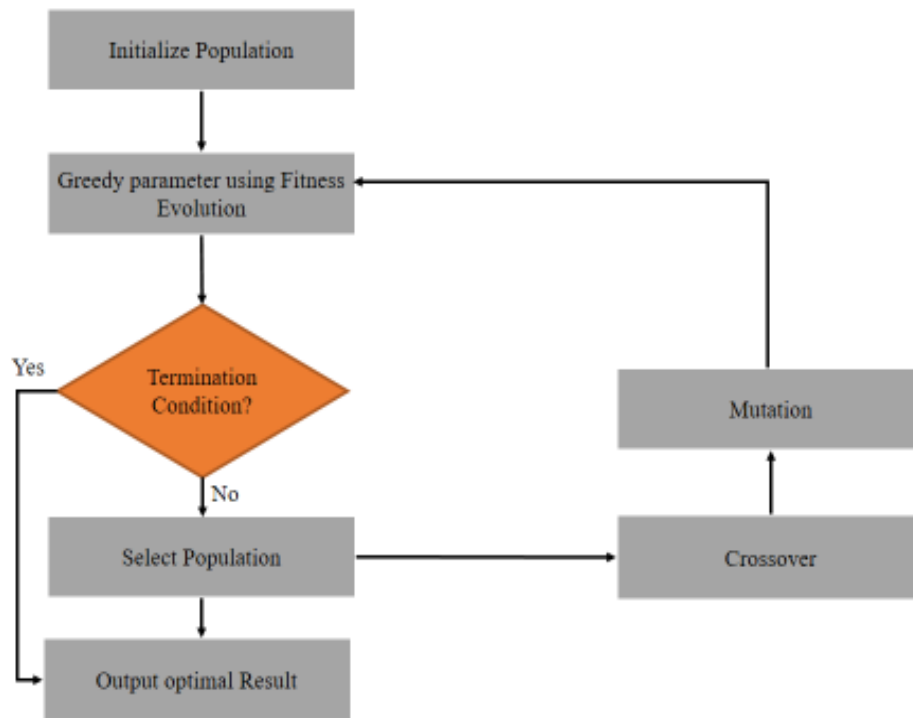 Initialize Population
Greedy parameter using Fitness
Evolution
Yes
Termination
Condition?
No
Select Population
Output optimal Result
Mutation
Crossover